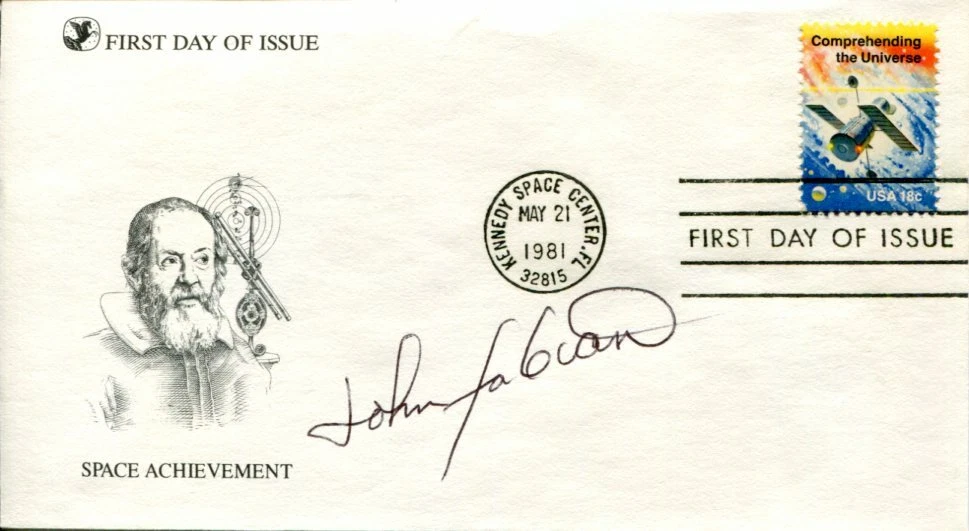 FIRST DAY OF ISSUE
Comprehending
the Universe
USA 18c
KENNEDY SPACE CENTER, FL
MAY 21
1981
32815
FIRST DAY OF ISSUE
John Fabian
SPACE ACHIEVEMENT